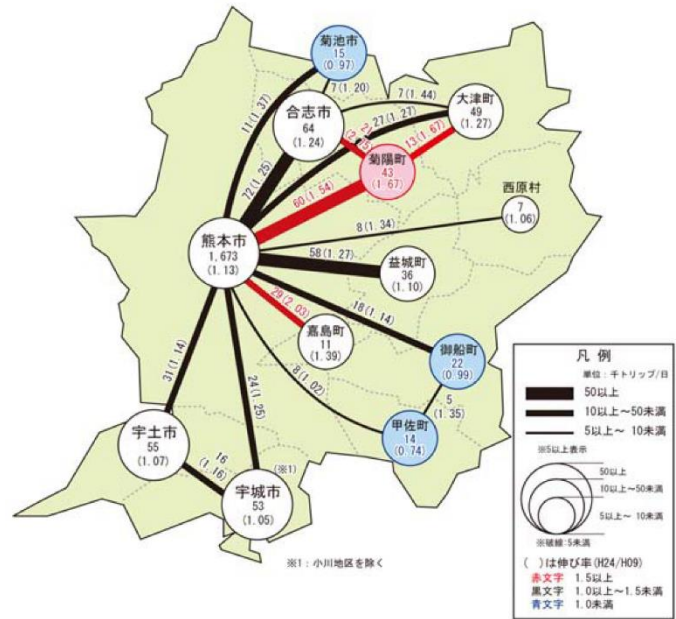 菊池市
15
(0.97)
7(1.20)
11(1.37)
合志市
64
(1.24)
7(1.44)
大津町
49
(1.27)
27(1.27)
21
13(1.67)
菊陽町
43
(1.67)
72(1.25)
60(1.54)
西原村
7
(1.06)
8(1.34)
熊本市
1,673
(1.13)
58(1.27)
益城町
36
(1.10)
29(2.03)
18(1.14)
嘉島町
11
(1.39)
御船町
22
(0.99)
31(1.14)
24(1.25)
8(1.02)
5
(1.35)
甲佐町
14
(0.74)
宇土市
55
(1.07)
16
(1.16)
(※1)
宇城市
53
(1.05)
※1：小川地区を除く
凡 例
単位：千トリップ/日
50以上
10以上～50未満
5以上～ 10未満
※5以上表示
50以上
10以上～50未満
5以上～ 10未満
※破線：5未満
( )は伸び率(H24/H09)
赤文字 1.5以上
黒文字 1.0以上～1.5未満
青文字 1.0未満